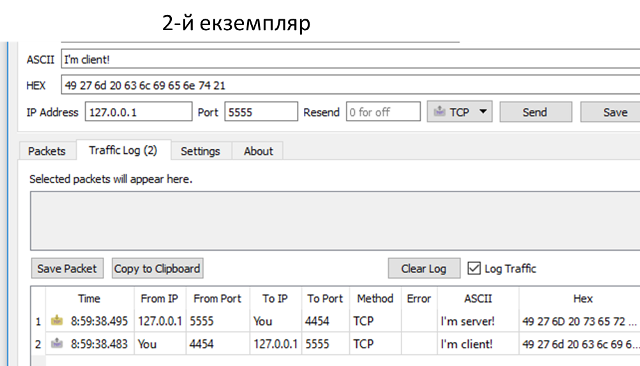 2-й екземпляр
ASCII I'm client!
HEX 49 27 6d 20 63 6c 69 65 6e 74 21
IP Address 127.0.0.1 Port 5555 Resend 0 for off TCP Send Save
Packets Traffic Log (2) Settings About
Selected packets will appear here.
Save Packet Copy to Clipboard Clear Log Log Traffic
Time From IP From Port To IP To Port Method Error ASCII Hex
1 8:59:38.495 127.0.0.1 5555 You 4454 TCP I'm server! 49 27 6D 20 73 65 72 ...
2 8:59:38.483 You 4454 127.0.0.1 5555 TCP I'm client! 49 27 6d 20 63 6c 69 6...